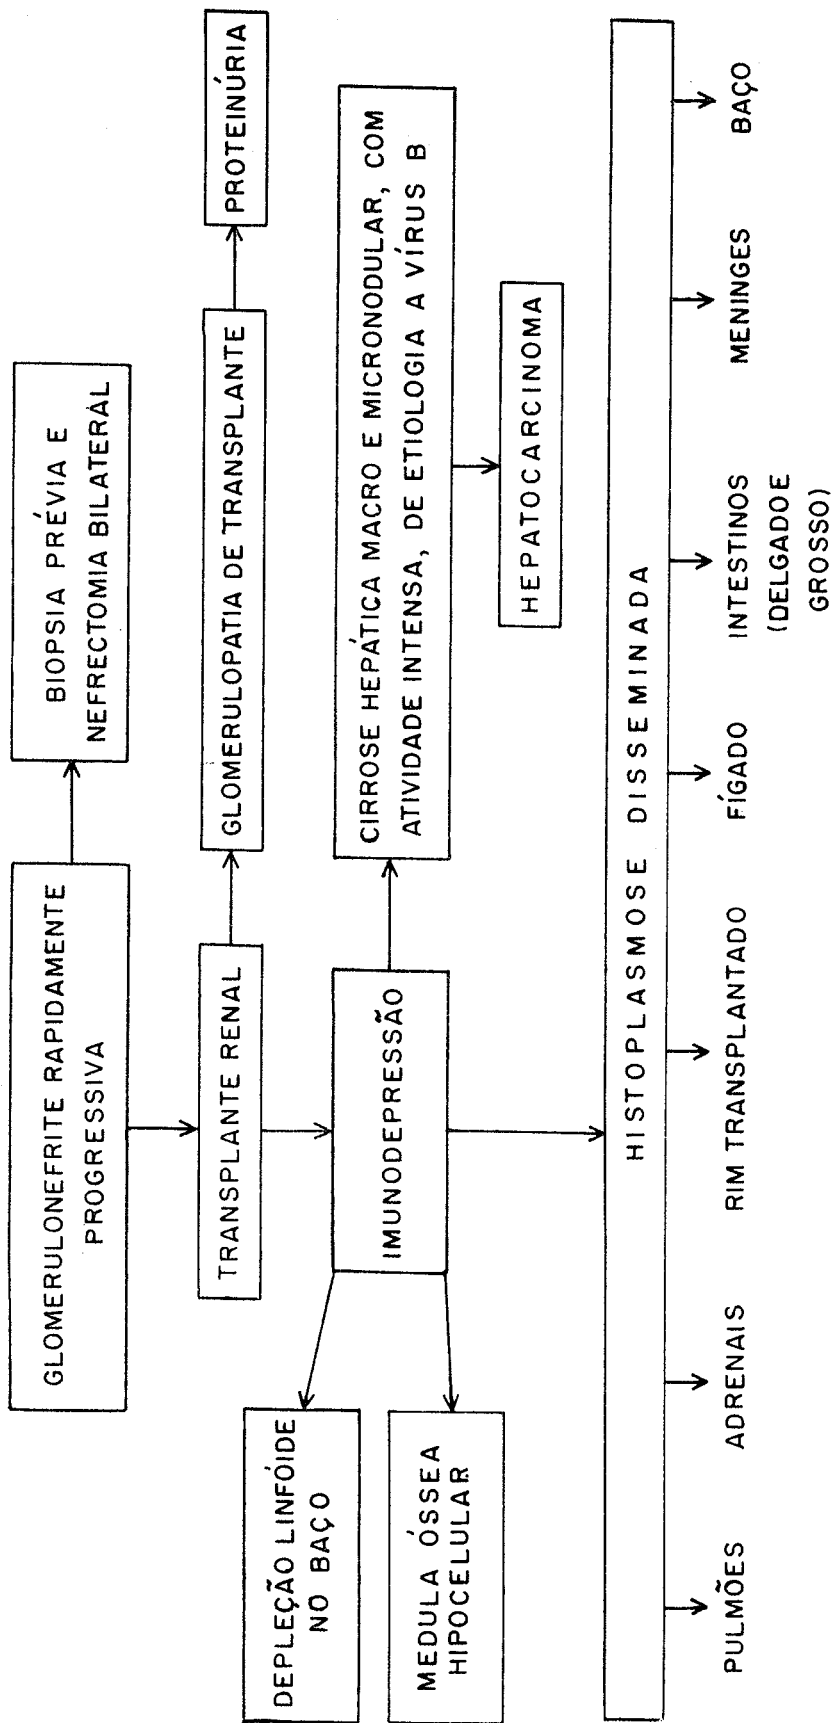 GLOMERULONEFRITE RAPIDAMENTE
PROGRESSIVA
BIOPSIA PRÉVIA E
NEFRECTOMIA BILATERAL
TRANSPLANTE RENAL
GLOMERULOPATIA DE TRANSPLANTE
PROTEINÚRIA
DEPLEÇÃO LINFÓIDE
NO BAÇO
IMUNODEPRESSÃO
CIRROSE HEPÁTICA MACRO E MICRONODULAR, COM
ATIVIDADE INTENSA, DE ETIOLOGIA A VÍRUS B
MEDULA ÓSSEA
HIPOCELULAR
HEPATOCARCINOMA
HISTOPLASMOSE DISSEMINADA
PULMÕES
ADRENAIS
RIM TRANSPLANTADO
FÍGADO
INTESTINOS
(DELGADOE
GROSSO)
MENINGES
BAÇO